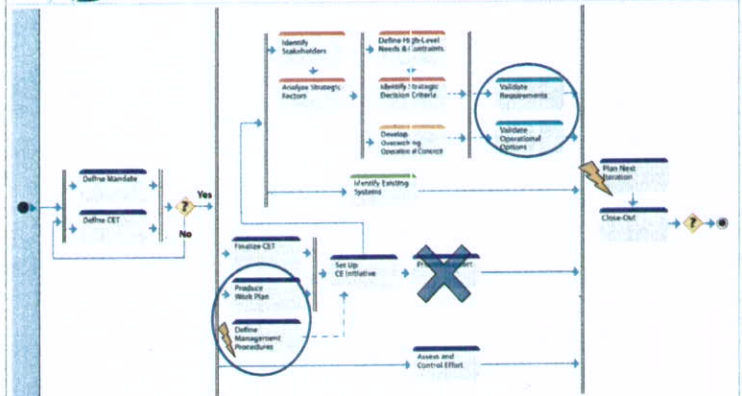 Identify
Stakeholders
Define High-Level
Needs & Constraints
Analyze Strategic
Factors
Identify Strategic
Decision Criteria
Validate
Requirements
Develop
Overarching
Operational Concept
Validate
Operational
Options
Define Mandate
Define CET
?
Yes
No
Identify Existing
Systems
Plan Next
Iteration
Close-Out
?
Finalize CET
Set Up
CE Initiative
Produce
Work Plan
Define
Management
Procedures
Assess and
Control Effort